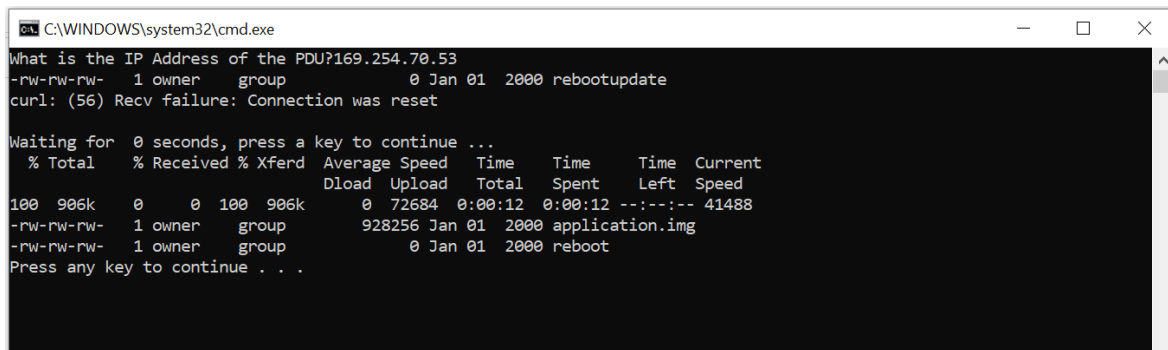 C:\WINDOWS\system32\cmd.exe
What is the IP Address of the PDU?169.254.70.53
-rw-rw-rw-   1 owner    group           0 Jan 01  2000 rebootupdate
curl: (56) Recv failure: Connection was reset
Waiting for  0 seconds, press a key to continue ...
  % Total    % Received % Xferd  Average Speed   Time    Time     Time  Current
                                 Dload  Upload   Total   Spent    Left  Speed
100  906k    0     0  100  906k      0  72684  0:00:12  0:00:12 --:--:-- 41488
-rw-rw-rw-   1 owner    group      928256 Jan 01  2000 application.img
-rw-rw-rw-   1 owner    group           0 Jan 01  2000 reboot
Press any key to continue . . .